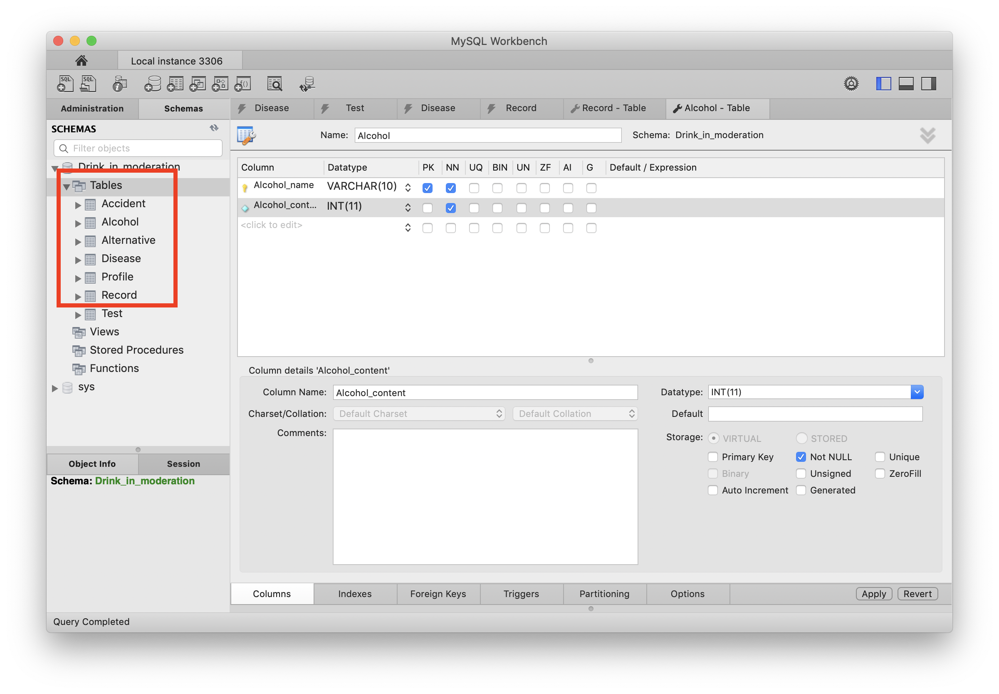 MySQL Workbench
Local instance 3306
SQL SQL i f()
Administration Schemas Disease Test Disease Record Record - Table Alcohol - Table
SCHEMAS
Name: Alcohol Schema: Drink_in_moderation
Filter objects
Drink_in_moderation
Tables
Accident
Alcohol
Alternative
Disease
Profile
Record
Test
Views
Stored Procedures
Functions
sys
Column Datatype PK NN UQ BIN UN ZF AI G Default / Expression
Alcohol_name VARCHAR(10)
Alcohol_cont... INT(11)
<click to edit>
Column details 'Alcohol_content'
Column Name: Alcohol_content Datatype: INT(11)
Charset/Collation: Default Charset Default Collation Default
Comments: Storage: VIRTUAL STORED
Primary Key Not NULL Unique
Binary Unsigned ZeroFill
Auto Increment Generated
Object Info Session
Schema: Drink_in_moderation
Columns Indexes Foreign Keys Triggers Partitioning Options Apply Revert
Query Completed